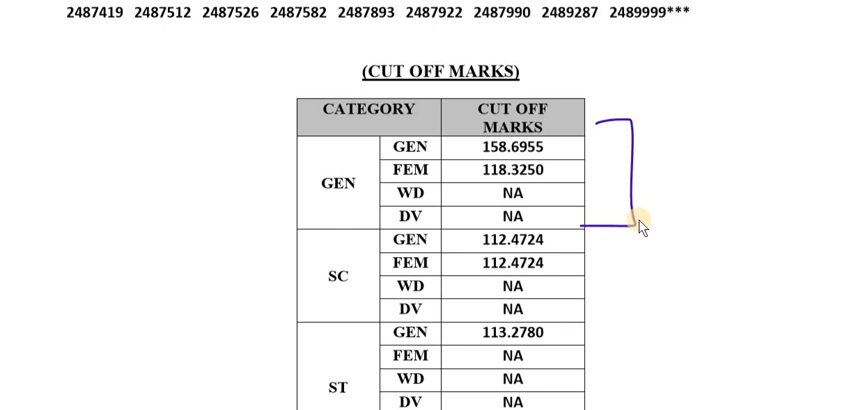 2487419 2487512 2487526 2487582 2487893 2487922 2487990 2489287 2489999***
(CUT OFF MARKS)
CATEGORY CUT OFF MARKS
GEN GEN 158.6955
FEM 118.3250
WD NA
DV NA
SC GEN 112.4724
FEM 112.4724
WD NA
DV NA
ST GEN 113.2780
FEM NA
WD NA
DV NA